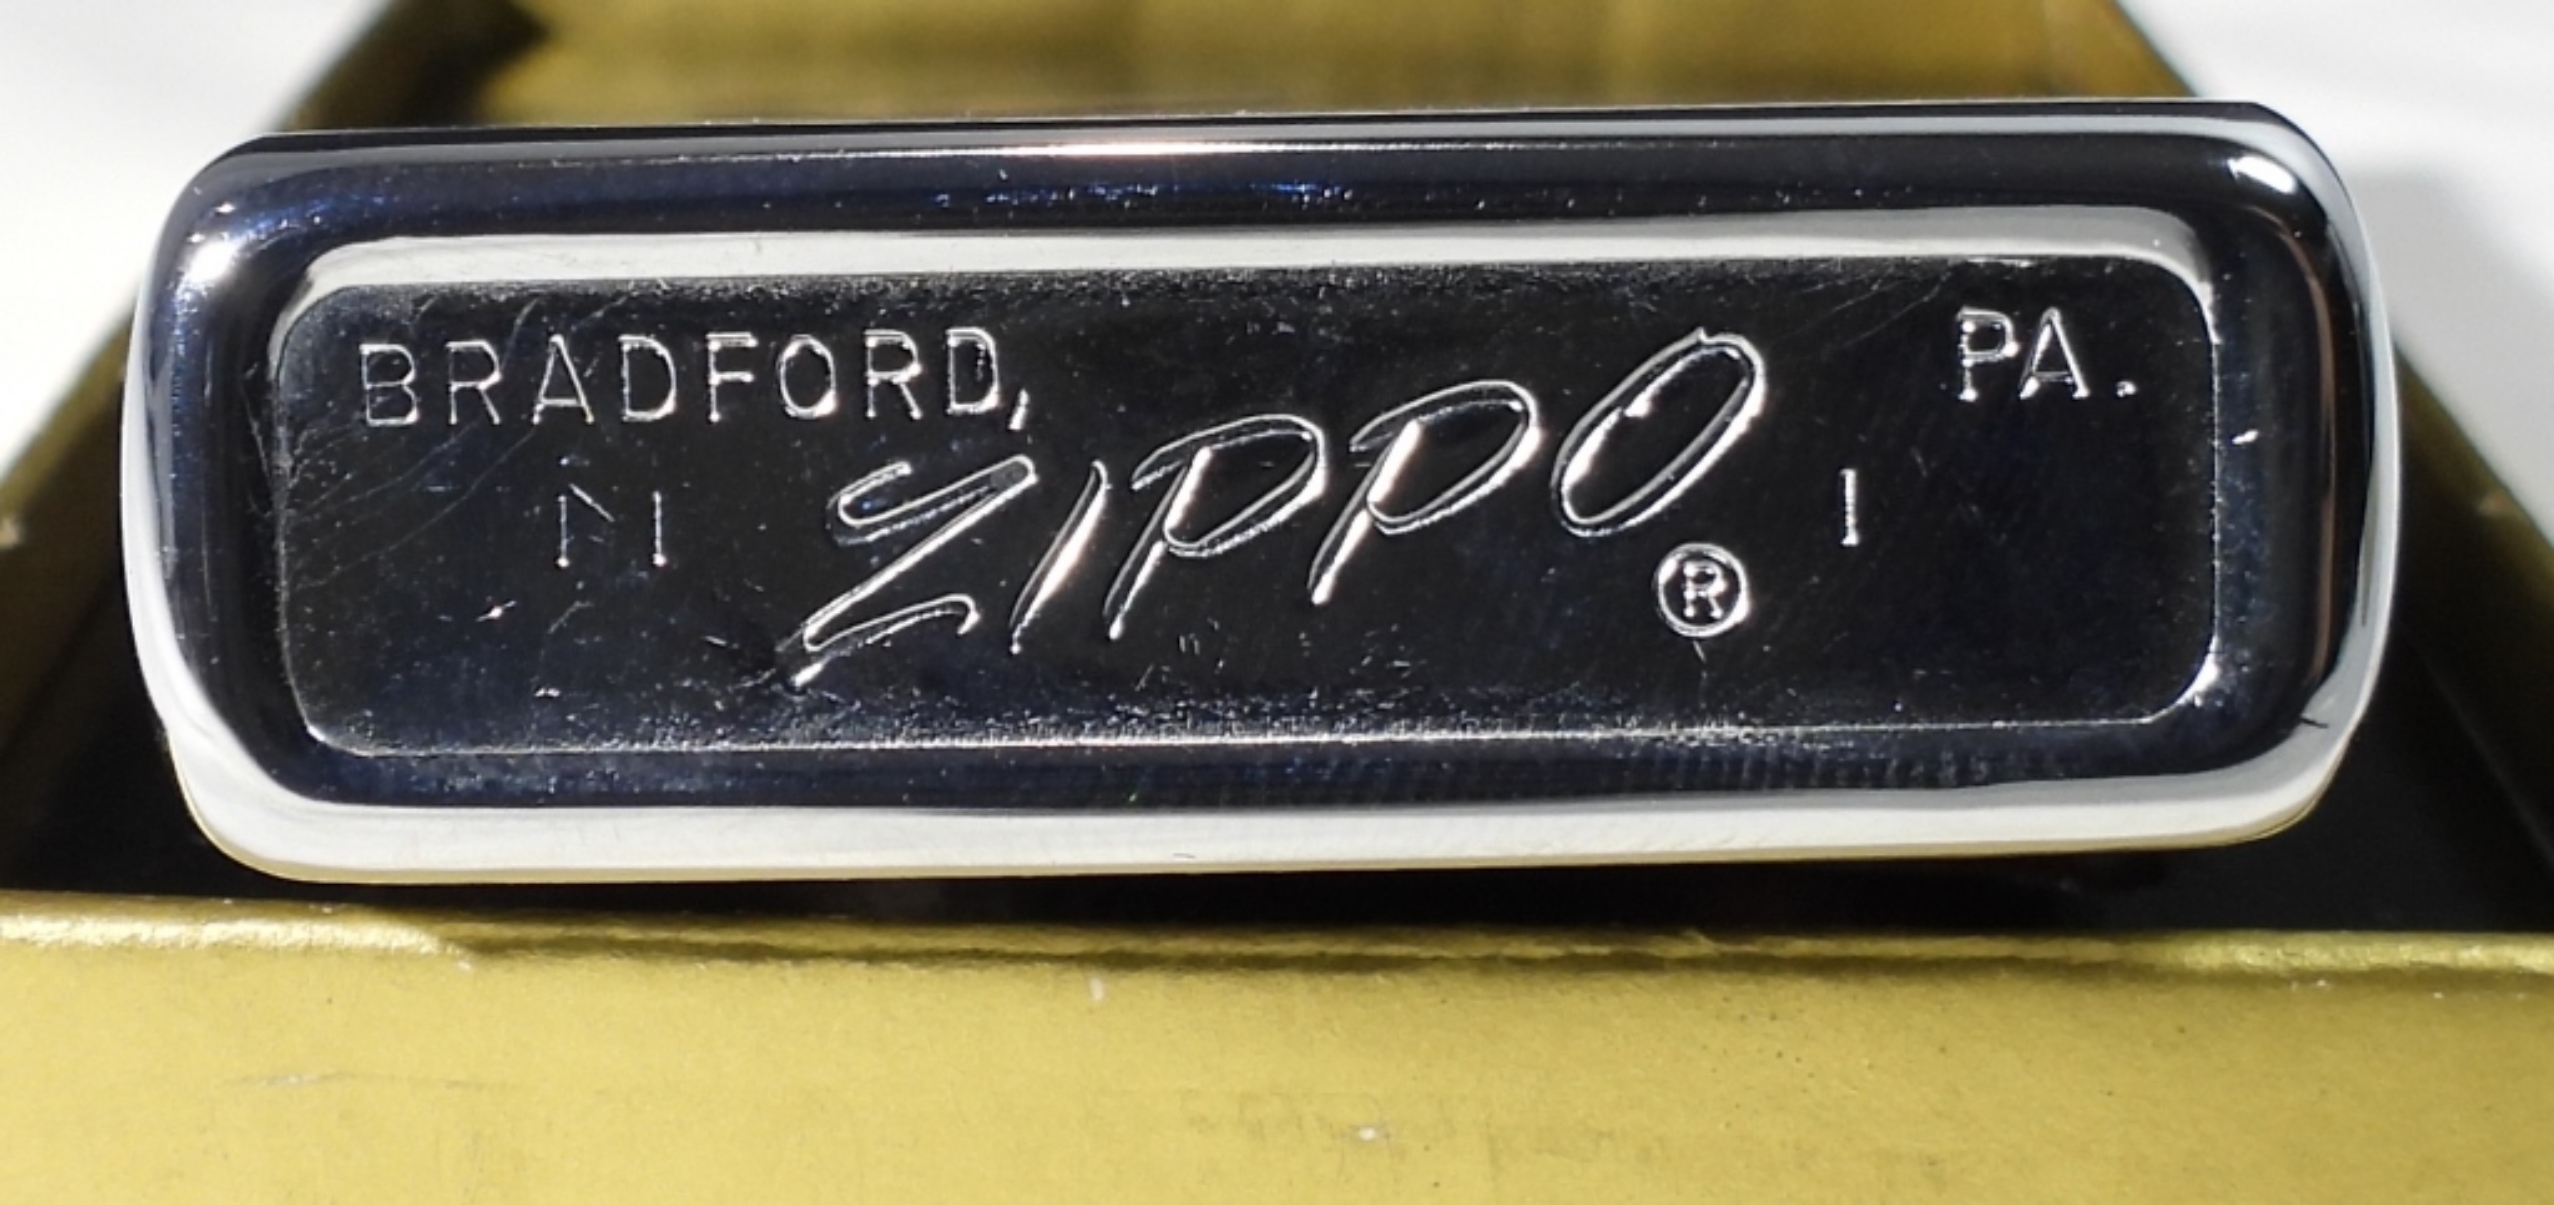 BRADFORD, PA.
ZIPPO ®
|